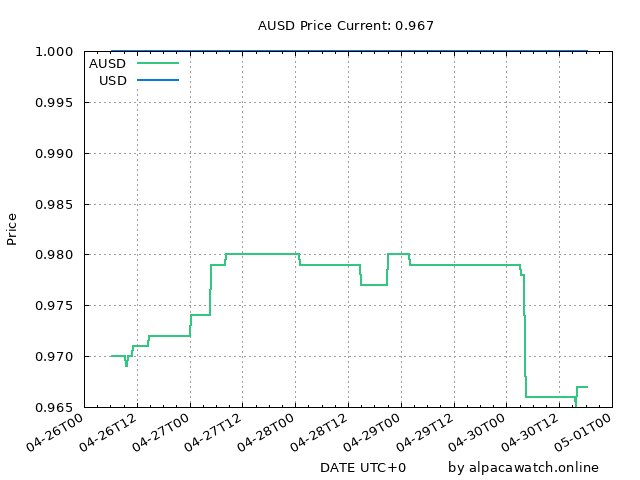 AUSD Price Current: 0.967
1.000
AUSD
USD
0.995
0.990
0.985
0.980
0.975
0.970
0.965
Price
04-26T00
04-26T12
04-27T00
04-27T12
04-28T00
04-28T12
04-29T00
04-29T12
04-30T00
04-30T12
05-01T00
DATE UTC+0 by alpacawatch.online